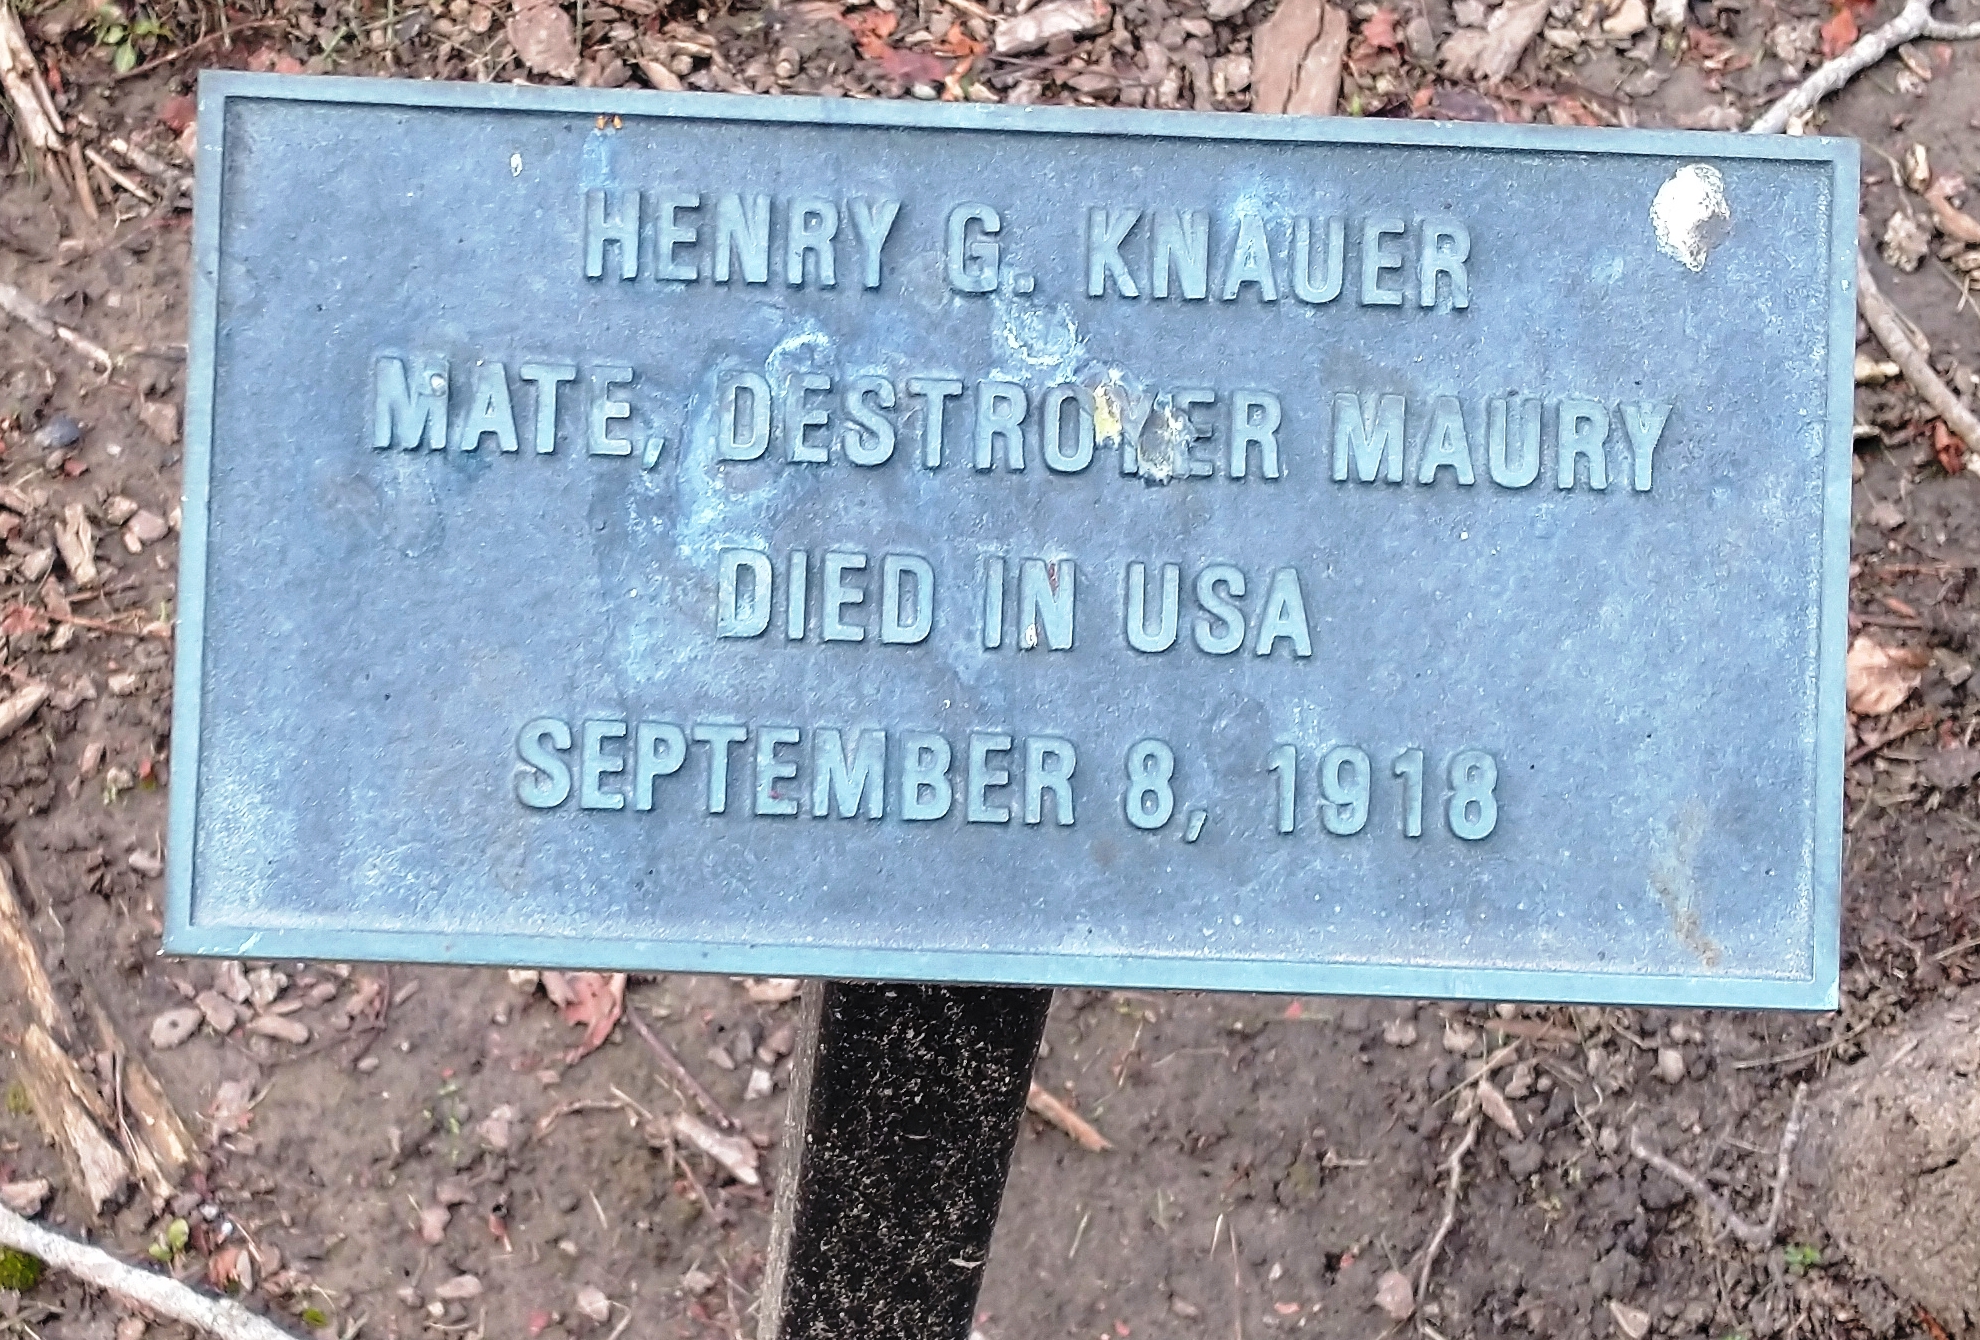 HENRY G. KNAUER
MATE, DESTROYER MAURY
DIED IN USA
SEPTEMBER 8, 1918